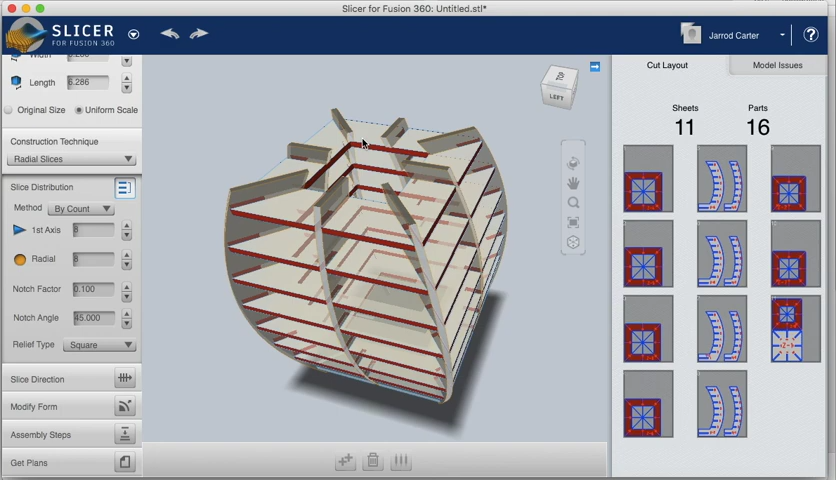 Slicer for Fusion 360: Untitled.stl*
SLICER
FOR FUSION 360
Jarrod Carter
?
Length 6.286
Original Size Uniform Scale
Construction Technique
Radial Slices
Slice Distribution
Method By Count
1st Axis 8
Radial 8
Notch Factor 0.100
Notch Angle 45.000
Relief Type Square
Slice Direction
Modify Form
Assembly Steps
Get Plans
TOP
LEFT
Cut Layout Model Issues
Sheets Parts
11 16